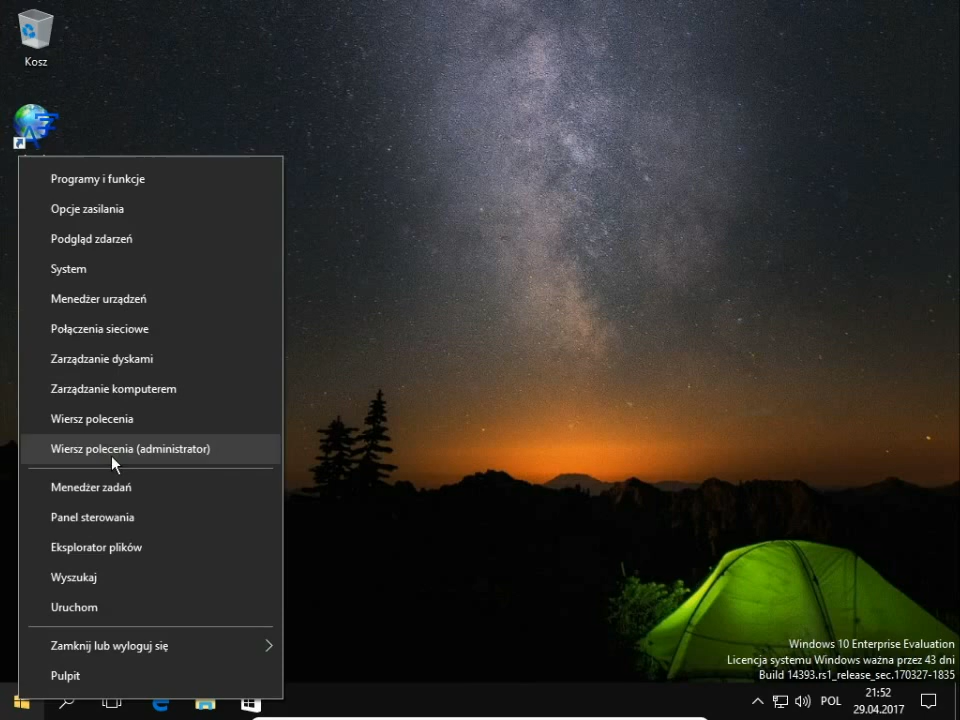 Kosz
Programy i funkcje
Opcje zasilania
Podgląd zdarzeń
System
Menedżer urządzeń
Połączenia sieciowe
Zarządzanie dyskami
Zarządzanie komputerem
Wiersz polecenia
Wiersz polecenia (administrator)
Menedżer zadań
Panel sterowania
Eksplorator plików
Wyszukaj
Uruchom
Zamknij lub wyloguj się
Pulpit
Windows 10 Enterprise Evaluation
Licencja systemu Windows ważna przez 43 dni
Build 14393.rs1_release_sec.170327-1835
POL
21:52
29.04.2017